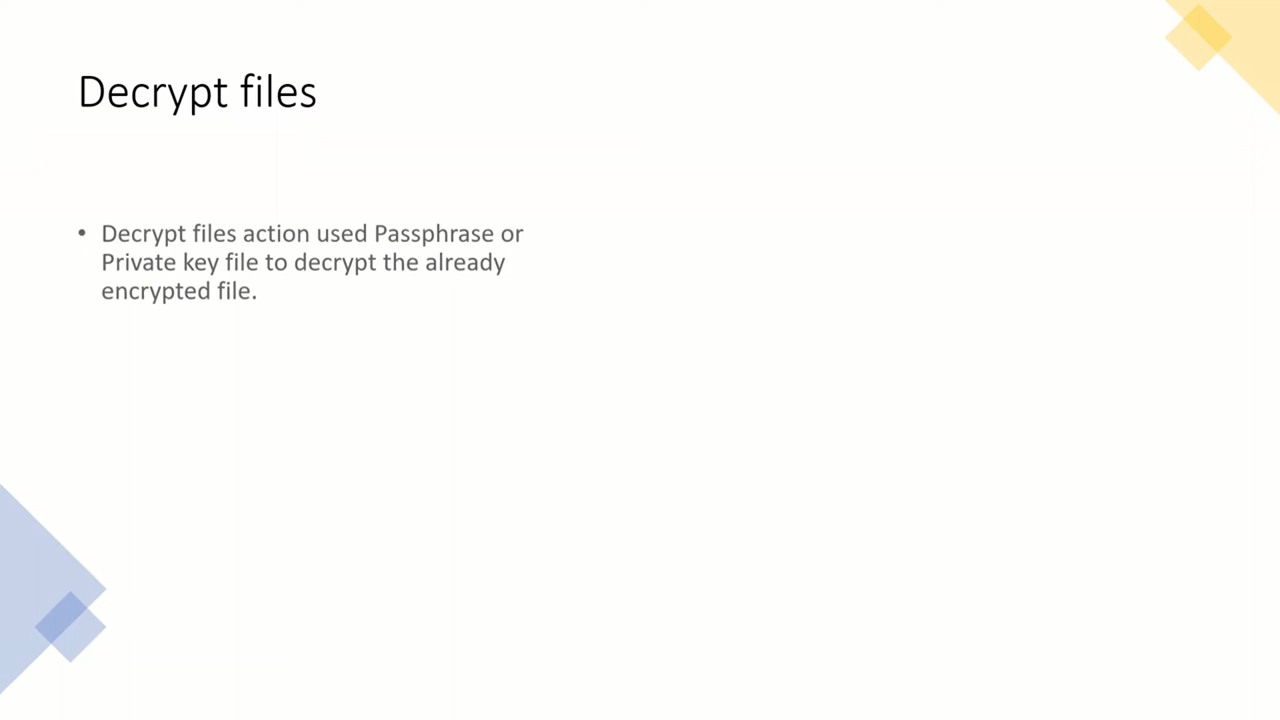 Decrypt files
• Decrypt files action used Passphrase or
Private key file to decrypt the already
encrypted file.